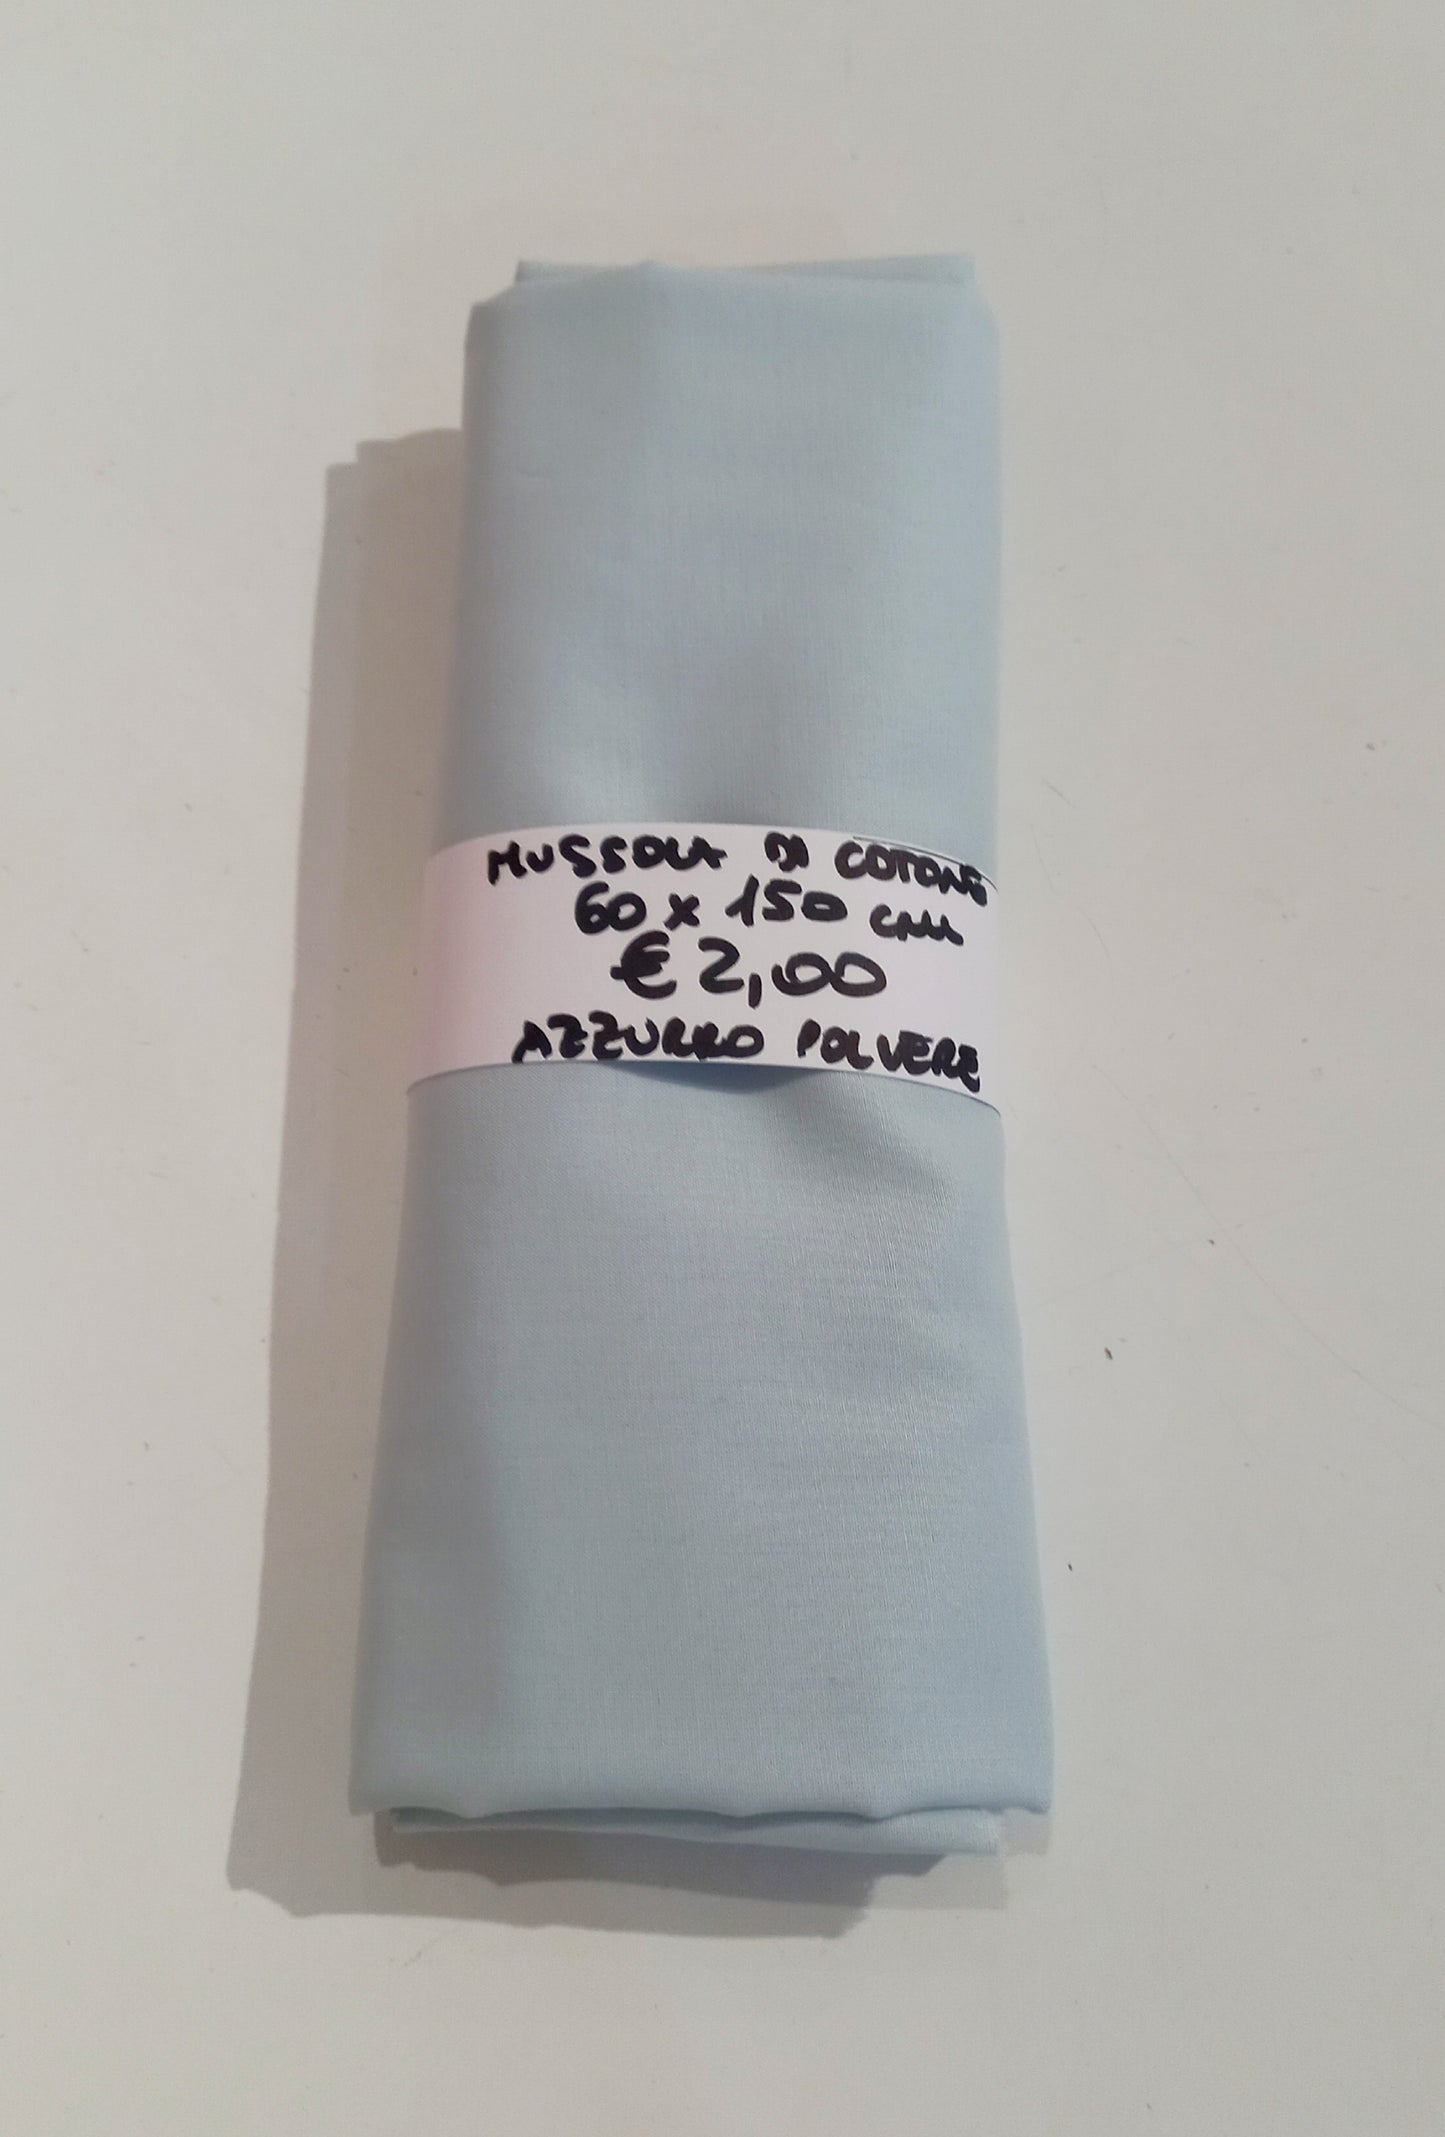 MUSSOLA DI COTONE
60 x 150 cm
€ 2,00
AZZURRO POLVERE